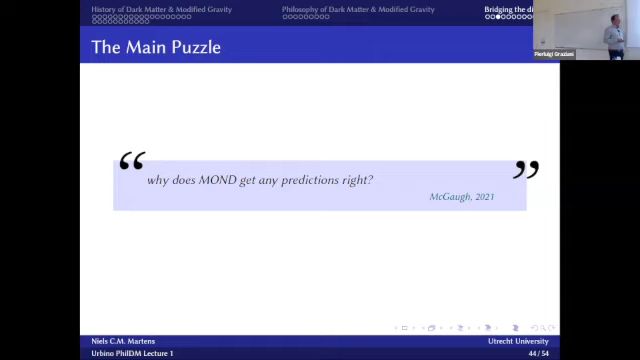 History of Dark Matter & Modified Gravity
Philosophy of Dark Matter & Modified Gravity
Bridging the di
The Main Puzzle
Pierluigi Graziani
“
why does MOND get any predictions right?
”
McGaugh, 2021
Niels C.M. Martens
Utrecht University
Urbino PhilDM Lecture 1
44 / 54